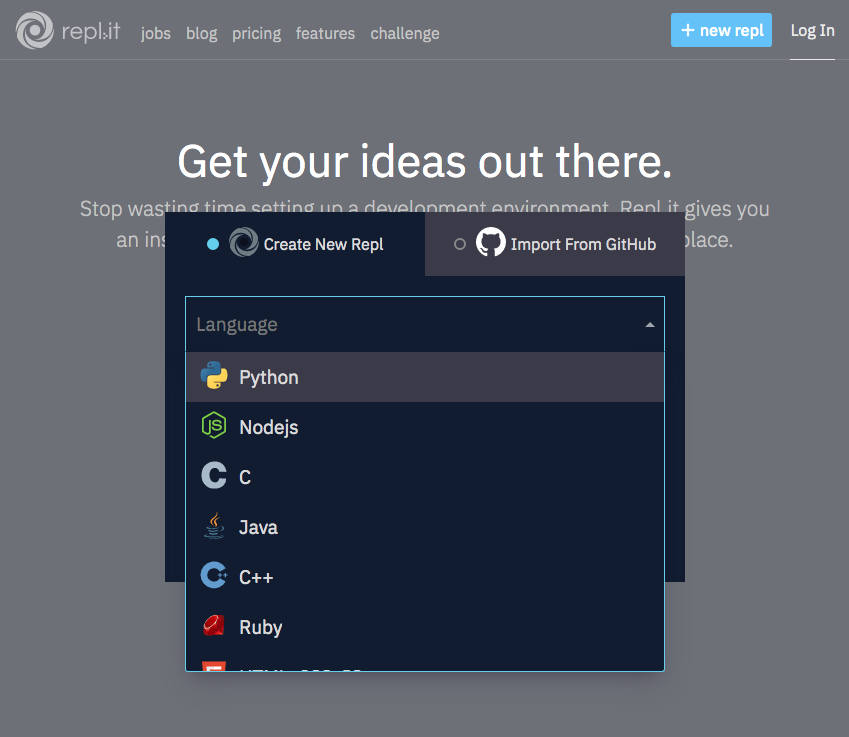 repl.it jobs blog pricing features challenge + new repl Log In
Get your ideas out there.
Stop wasting time setting up a development environment. Repl.it gives you
an ins place.
Create New Repl Import From GitHub
Language
Python
Nodejs
JS
C
Java
C++
Ruby